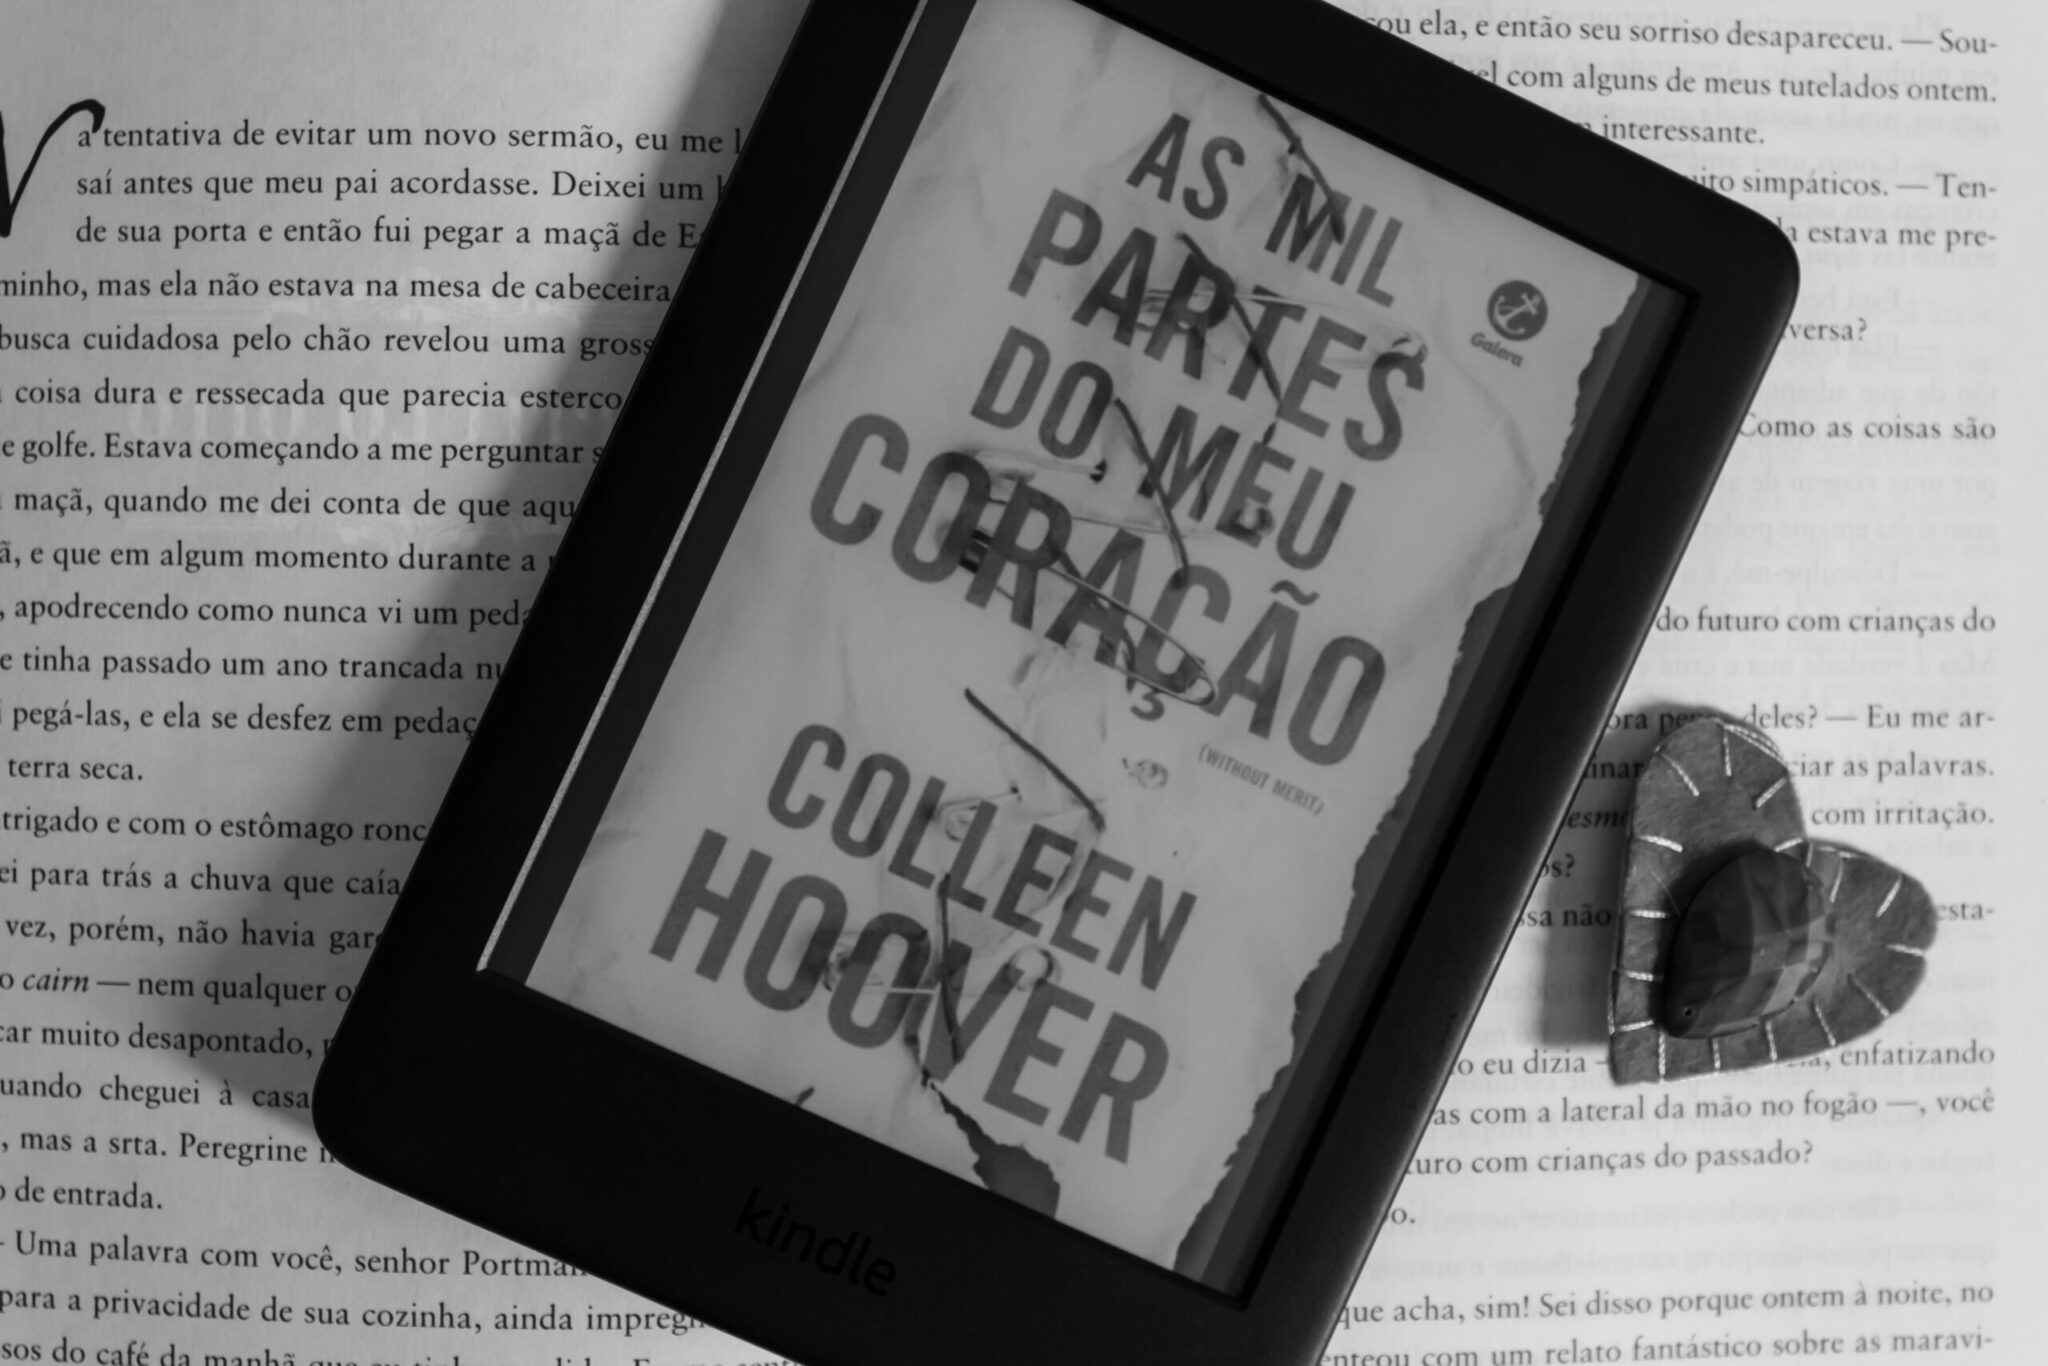 a tentativa de evitar um novo sermão, eu me
saí antes que meu pai acordasse. Deixei um
de sua porta e então fui pegar a maçã de
minho, mas ela não estava na mesa de cabeceira
busca cuidadosa pelo chão revelou uma
coisa dura e ressecada que parecia esterco
e golfe. Estava começando a me perguntar
maçã, quando me dei conta de que
e que em algum momento durante a
apodrecendo como nunca vi um
e tinha passado um ano trancada
pegá-las, e ela se desfez em
terra seca.
trigado e com o estômago
ei para trás a chuva que caía
vez, porém, não havia
o cairn — nem qualquer
car muito desapontado,
uando cheguei à casa
, mas a srta. Peregrine
o de entrada.
- Uma palavra com você, senhor
para a privacidade de sua cozinha, ainda
sos do café da manhã
AS MIL
PARTES
DO MEU
CORAÇÃO
(WITHOUT MERIT)
COLLEEN
HOOVER
Galera
kindle
ou ela, e então seu sorriso desapareceu. — Sou-
el com alguns de meus tutelados ontem.
interessante.
simpáticos. — Ten-
estava me pre-
versa?
Como as coisas são
do futuro com crianças do
deles? — Eu me ar-
ciar as palavras.
com irritação.
os?
ssa não
esta-
o eu dizia
enfatizando
as com a lateral da mão no fogão —, você
turo com crianças do passado?
o.
que acha, sim! Sei disso porque ontem à noite, no
enteou com um relato fantástico sobre as maravi-